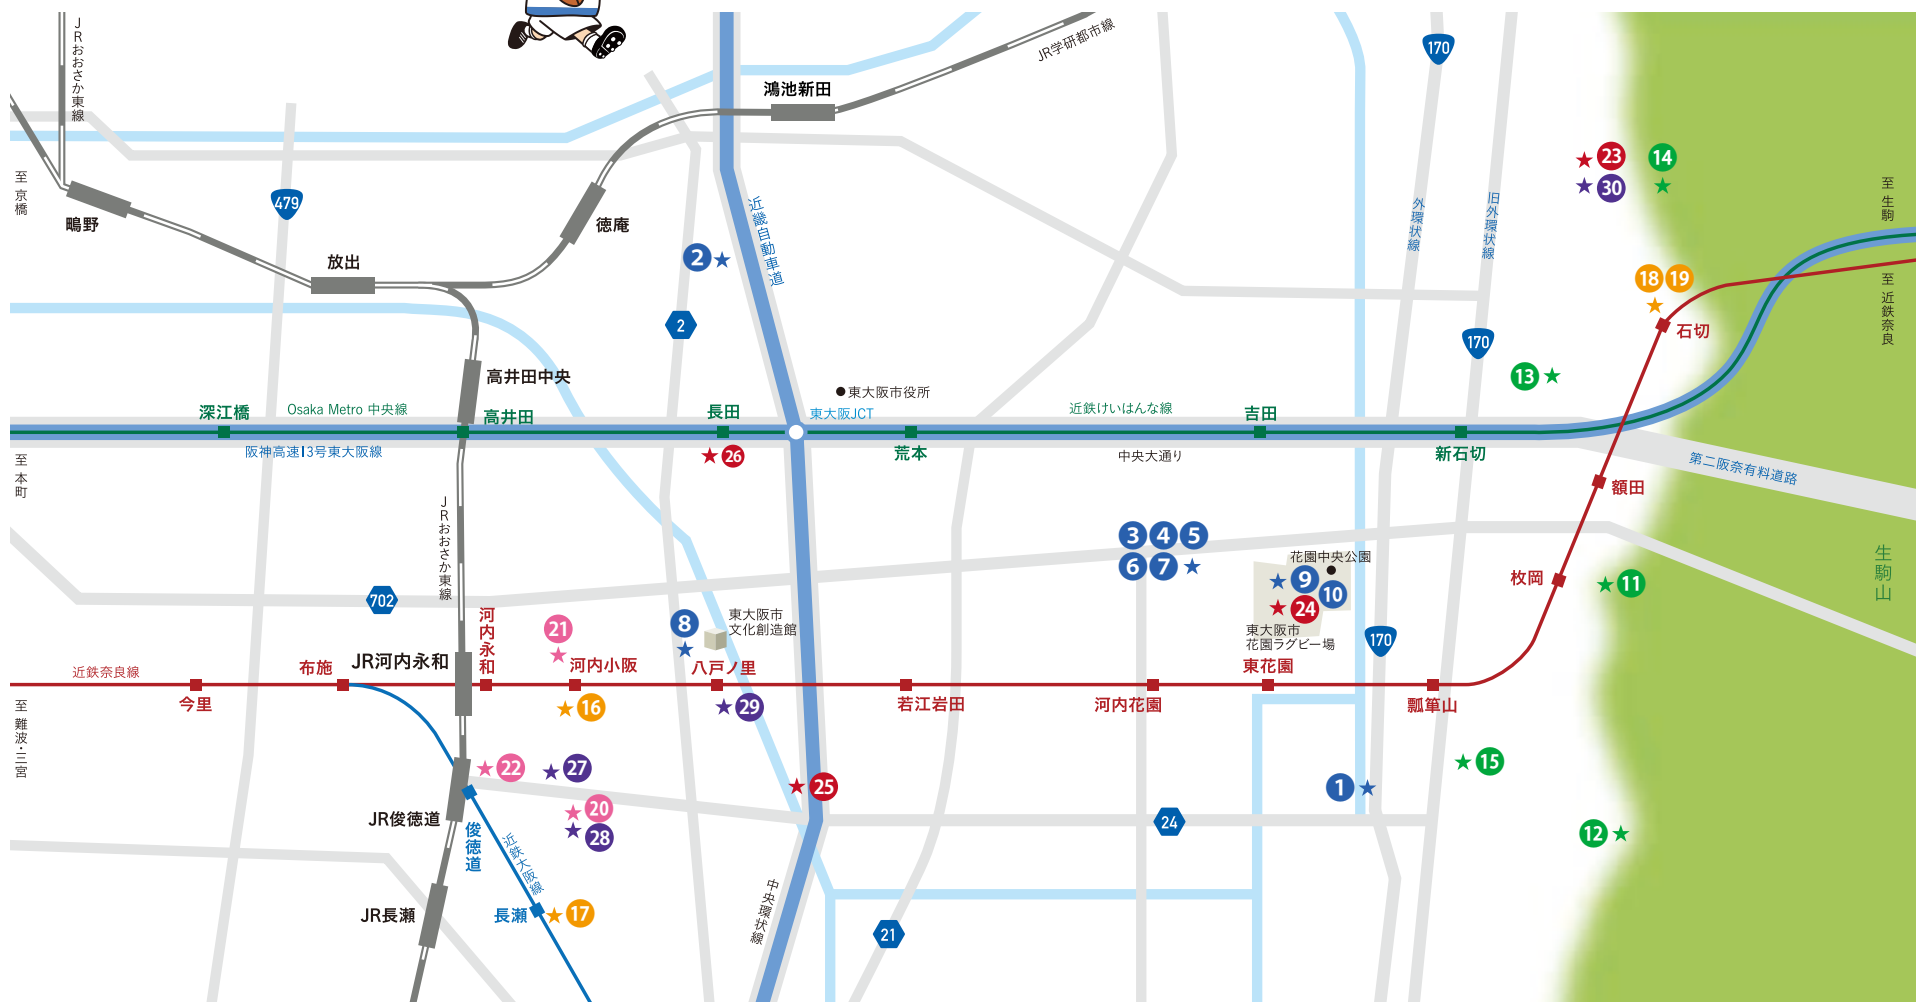 JRおおさか東線
至 京橋
鴫野
479
放出
徳庵
鴻池新田
JR学研都市線
近畿自動車道
2
2
170
外環状線
旧外環状線
23
14
30
至 生駒
至 近鉄奈良
18
19
石切
170
13
高井田中央
東大阪市役所
深江橋
Osaka Metro 中央線
高井田
長田
東大阪JCT
近鉄けいはんな線
吉田
阪神高速13号東大阪線
26
荒本
中央大通り
新石切
第二阪奈有料道路
額田
至 本町
JRおおさか東線
3
4
5
6
7
花園中央公園
9
10
24
東大阪市
花園ラグビー場
枚岡
11
生駒山
702
河内永和
21
8
東大阪市
文化創造館
170
近鉄奈良線
布施
JR河内永和
河内小阪
八戸ノ里
東花園
今里
16
29
若江岩田
河内花園
瓢箪山
至 難波・三宮
22
27
25
1
15
20
28
JR俊徳道
俊徳道
近鉄大阪線
24
12
JR長瀬
長瀬
17
中央環状線
21